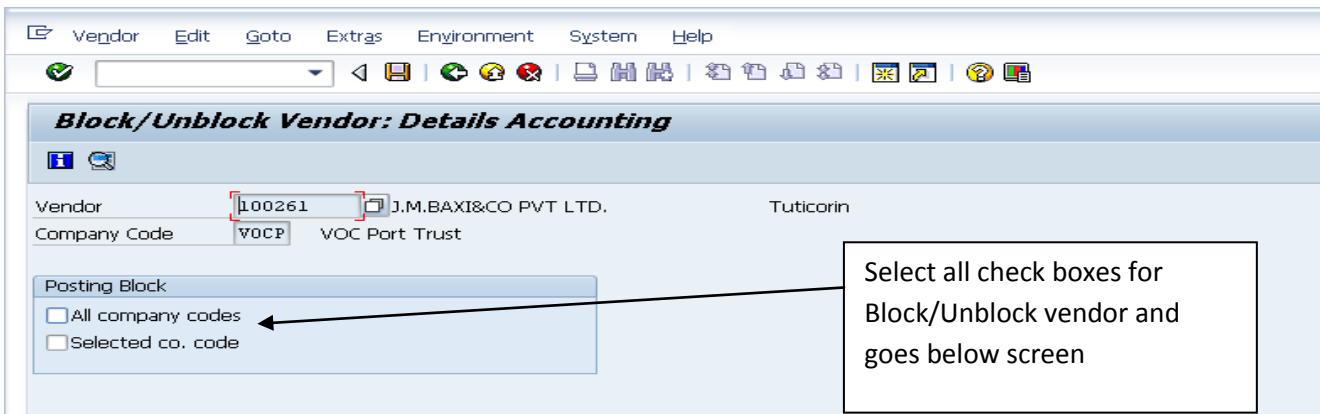 Vendor Edit Goto Extras Environment System Help
Block/Unblock Vendor: Details Accounting
Vendor 100261 J.M.BAXI&CO PVT LTD. Tuticorin
Company Code VOCP VOC Port Trust
Posting Block
All company codes
Selected co. code
Select all check boxes for
Block/Unblock vendor and
goes below screen